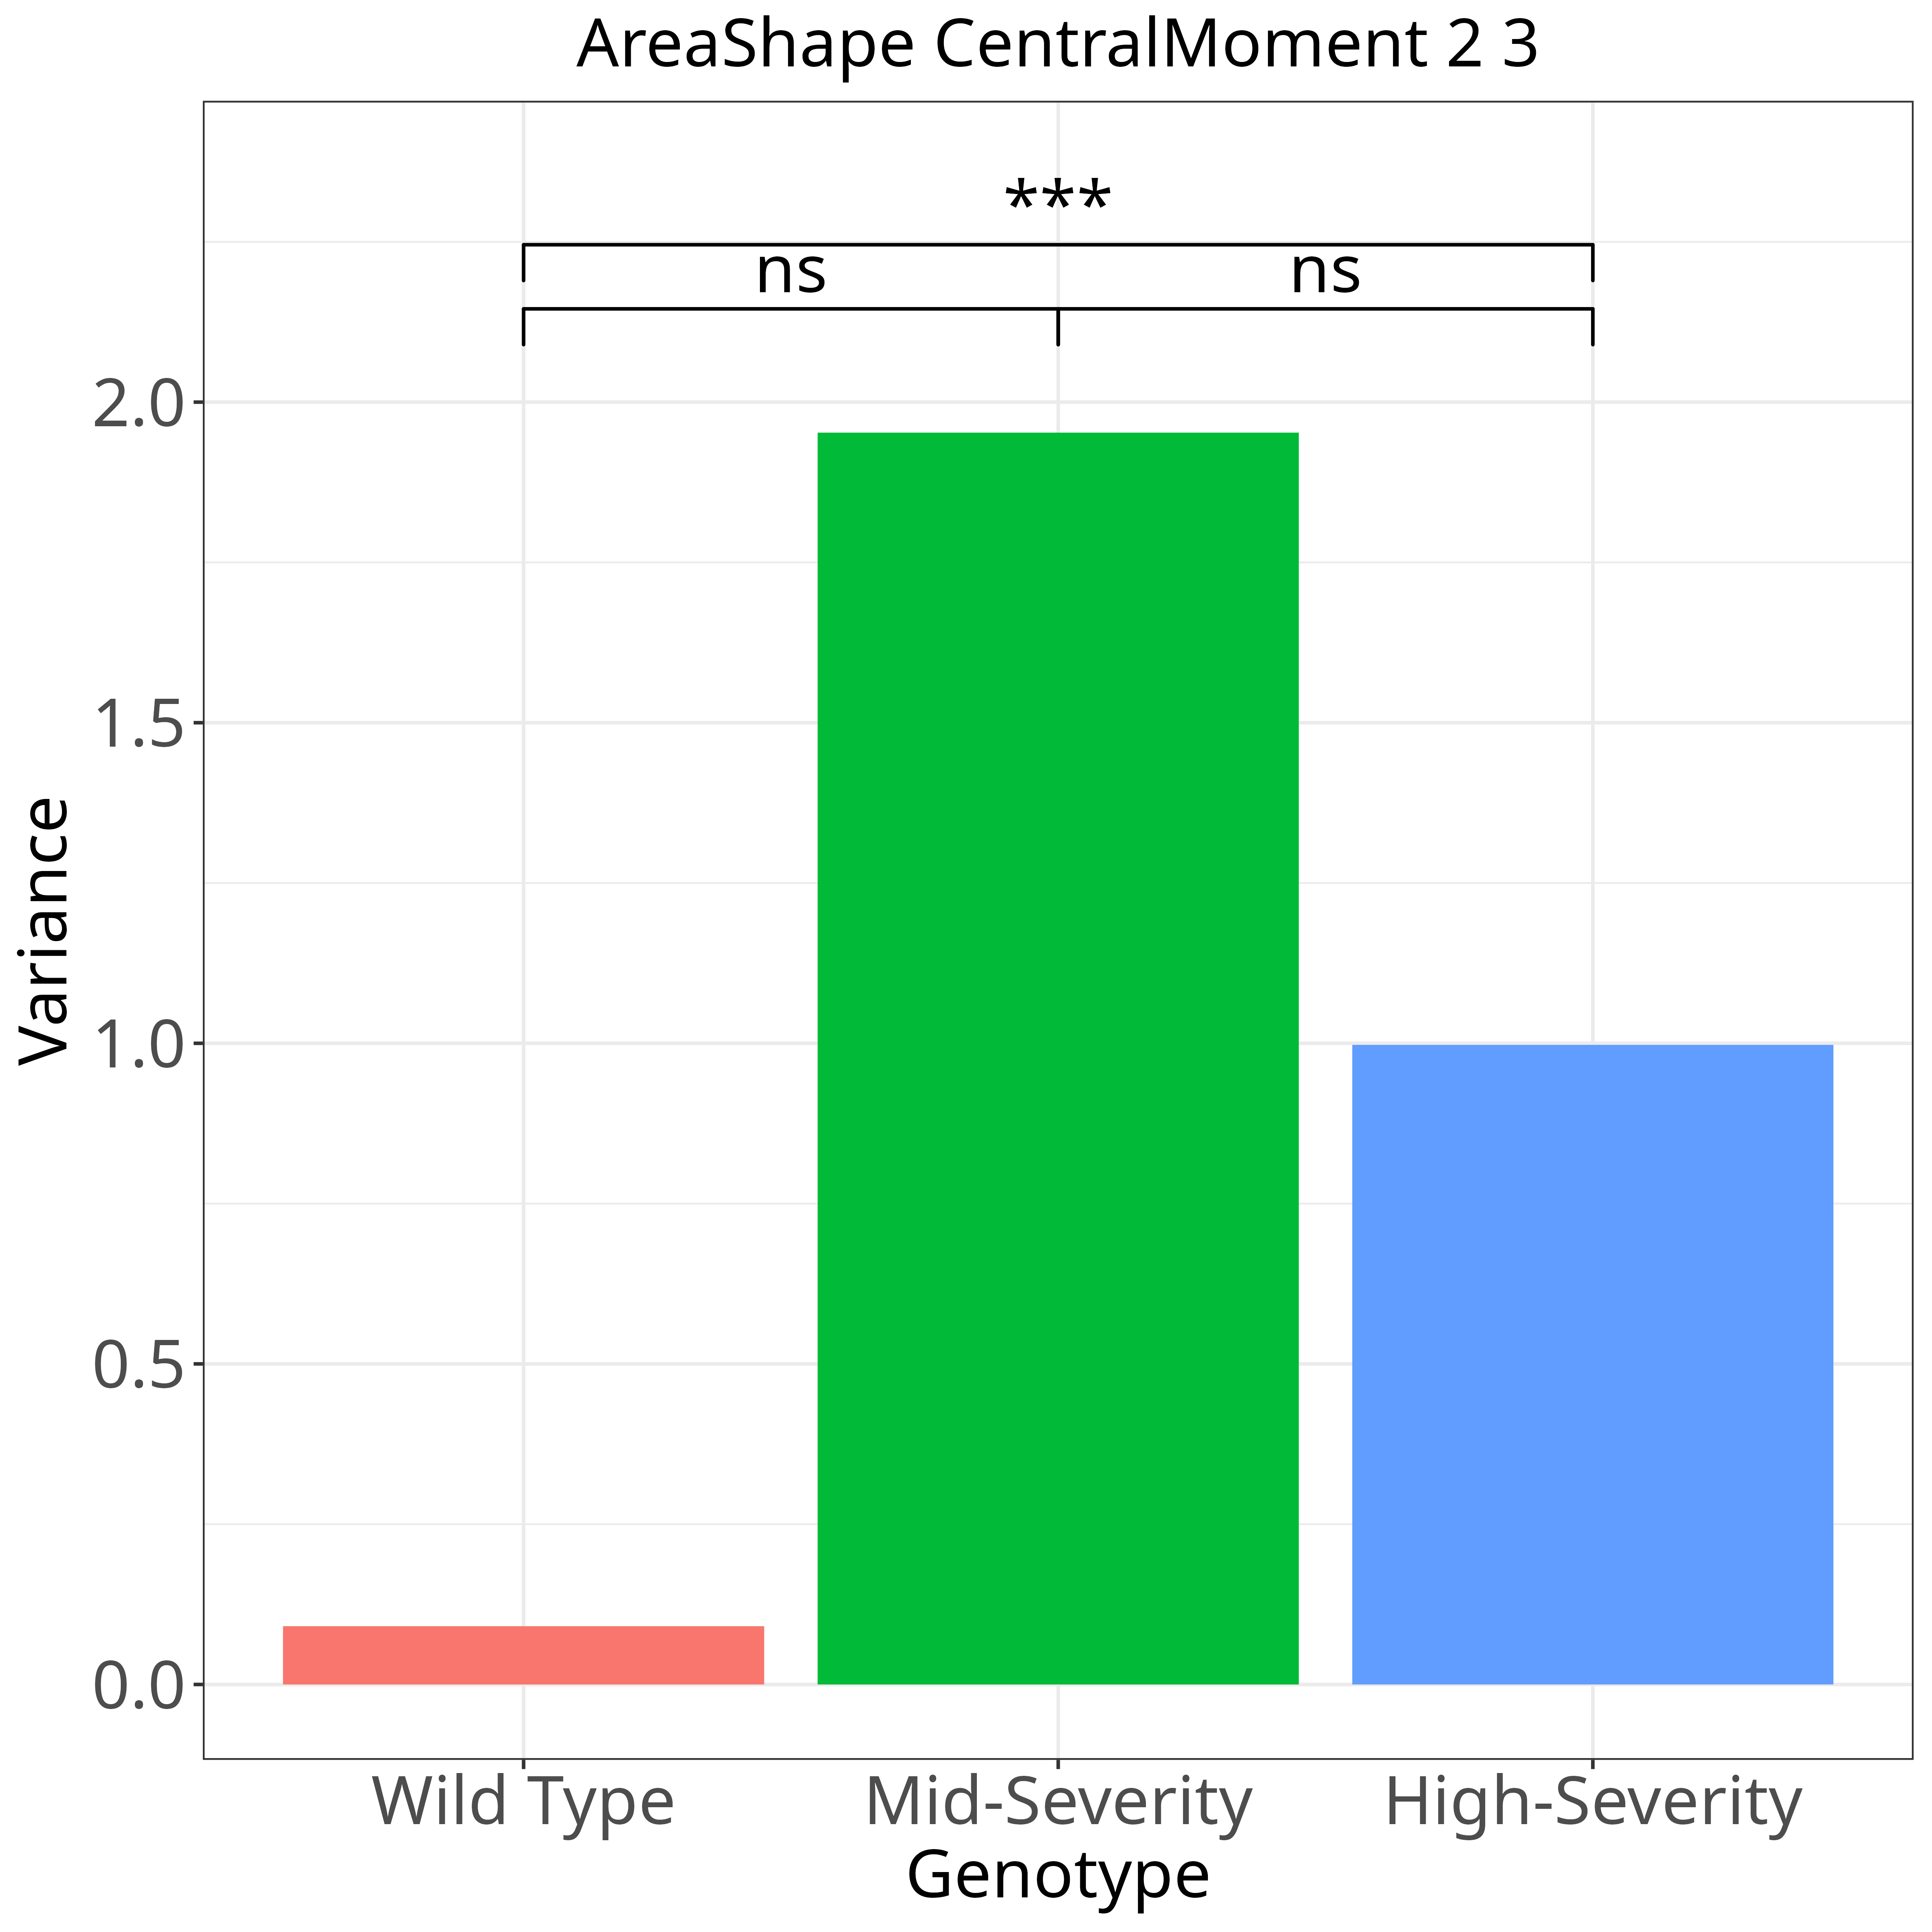 AreaShape CentralMoment 2 3
***
ns ns
2.0
1.5
1.0
0.5
0.0
Variance
Wild Type Mid-Severity High-Severity
Genotype